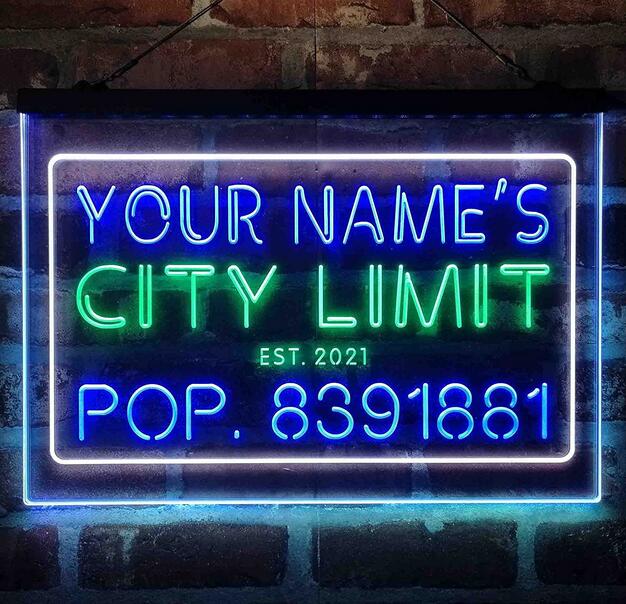 YOUR NAME'S
CITY LIMIT
EST. 2021
POP. 8391881